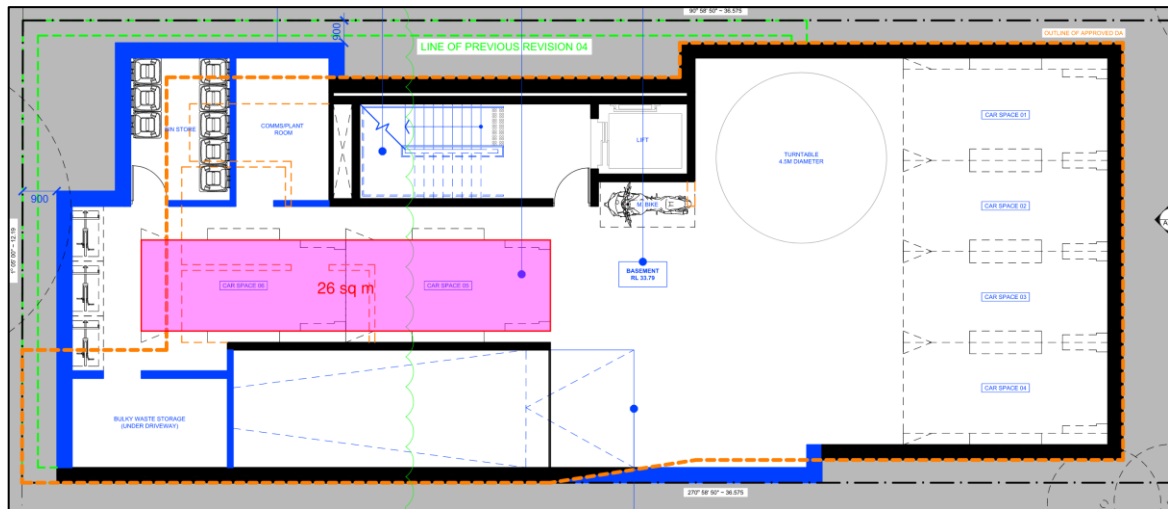 90° 58' 50" ~ 36.575
OUTLINE OF APPROVED DA
900
LINE OF PREVIOUS REVISION 04
CAR SPACE 01
COMMS/PLANT
ROOM
LIFT
TURNTABLE
4.5M DIAMETER
900
BIKE
CAR SPACE 02
A
BASEMENT
RL 33.79
CAR SPACE 06
26 sq m
CAR SPACE 05
CAR SPACE 03
CAR SPACE 04
BULKY WASTE STORAGE
(UNDER DRIVEWAY)
270° 58' 50" ~ 36.575